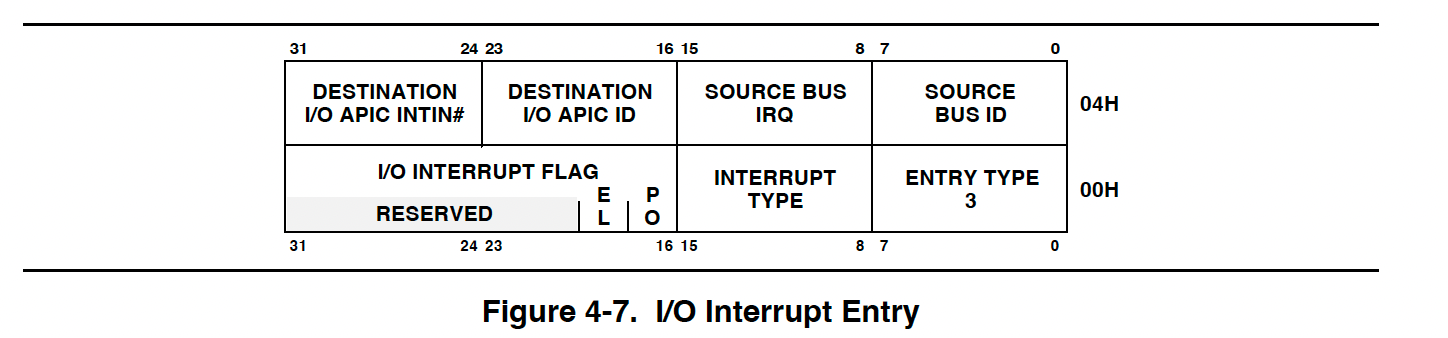 31 24 23 16 15 8 7 0
DESTINATION
I/O APIC INTIN#
DESTINATION
I/O APIC ID
SOURCE BUS
IRQ
SOURCE
BUS ID
04H
I/O INTERRUPT FLAG
RESERVED
E
L
P
O
INTERRUPT
TYPE
ENTRY TYPE
3
00H
31 24 23 16 15 8 7 0
Figure 4-7. I/O Interrupt Entry